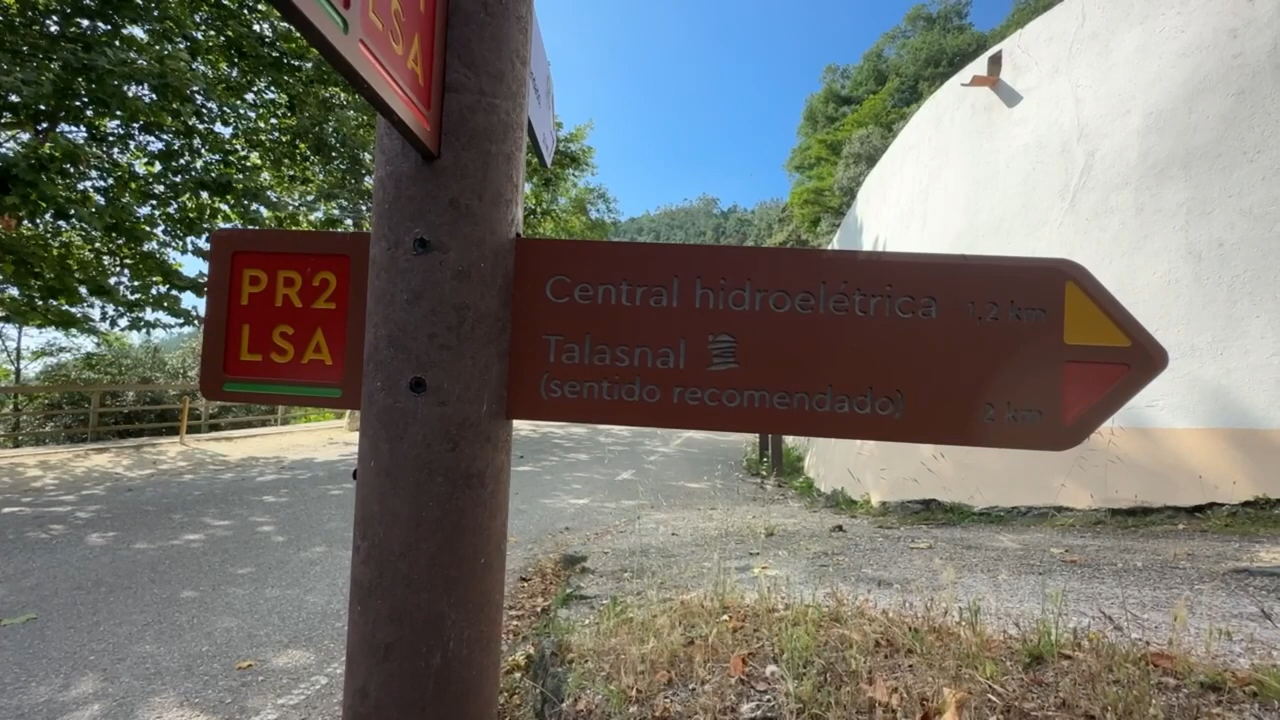 LSA
PR2
LSA
Central hidroelétrica 1,2 km
Talasnal
(sentido recomendado) 2 km